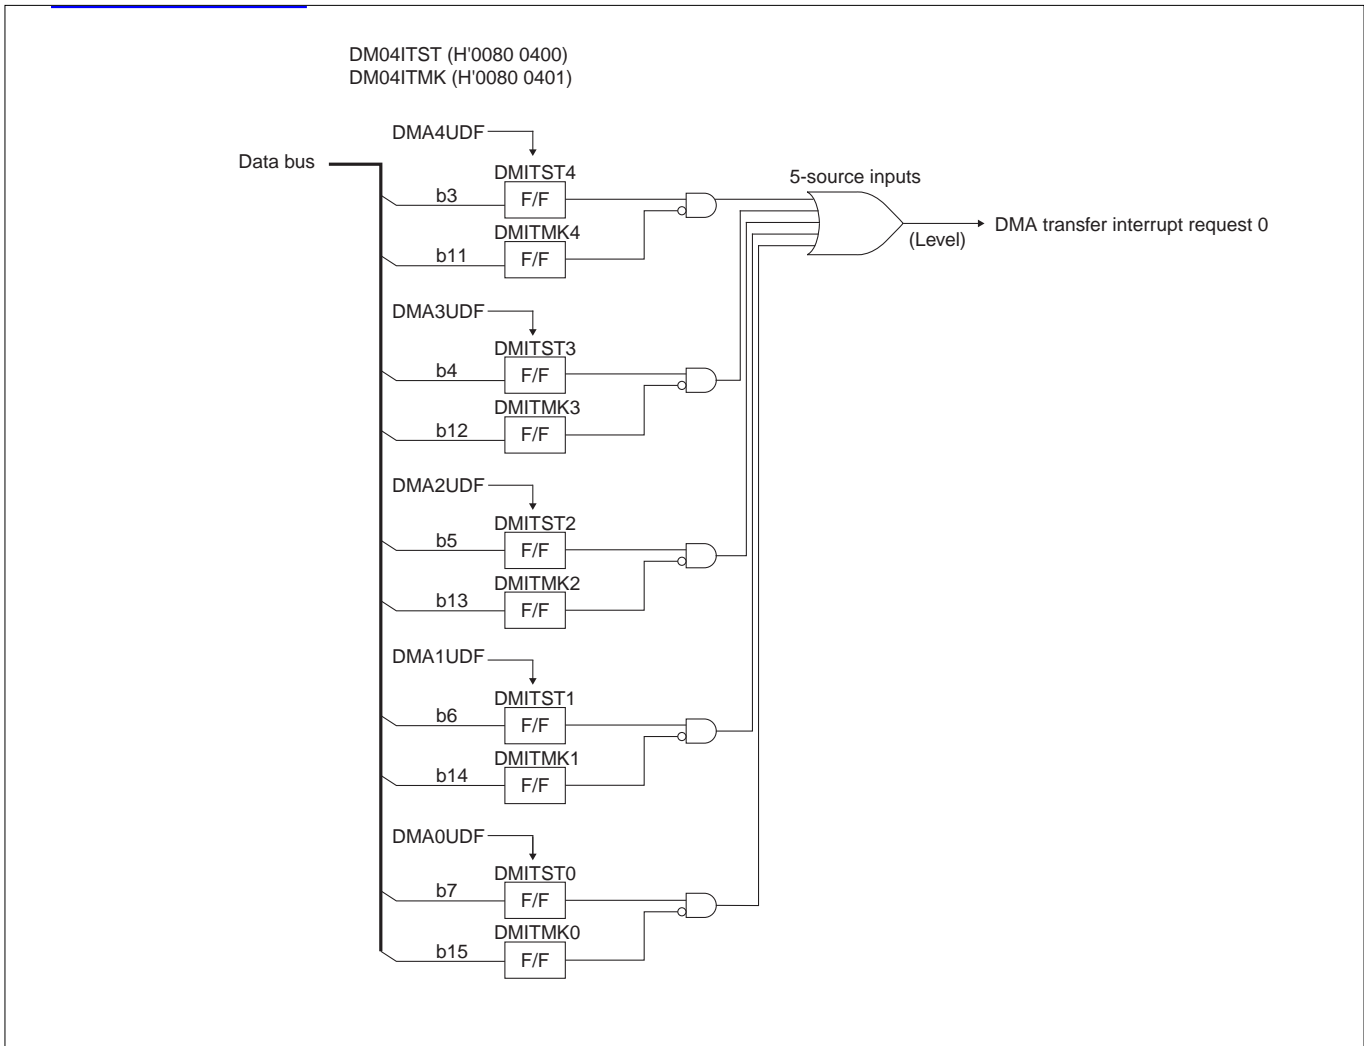 DM04ITST (H'0080 0400)
DM04ITMK (H'0080 0401)
DMA4UDF
Data bus
DMITST4
5-source inputs
b3
F/F
DMITMK4
(Level)
DMA transfer interrupt request 0
b11
F/F
DMA3UDF
DMITST3
b4
F/F
DMITMK3
b12
F/F
DMA2UDF
DMITST2
b5
F/F
DMITMK2
b13
F/F
DMA1UDF
DMITST1
b6
F/F
DMITMK1
b14
F/F
DMA0UDF
DMITST0
b7
F/F
DMITMK0
b15
F/F